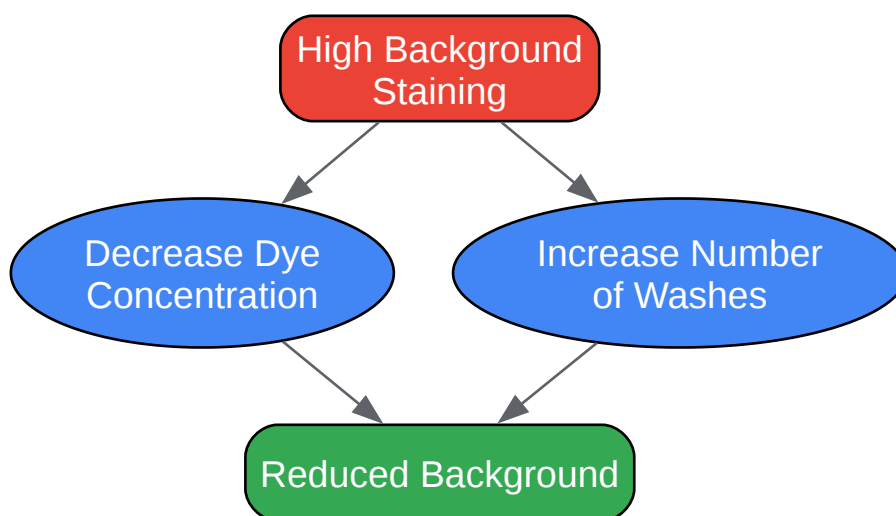 High Background
Staining
Decrease Dye
Concentration
Increase Number
of Washes
Reduced Background